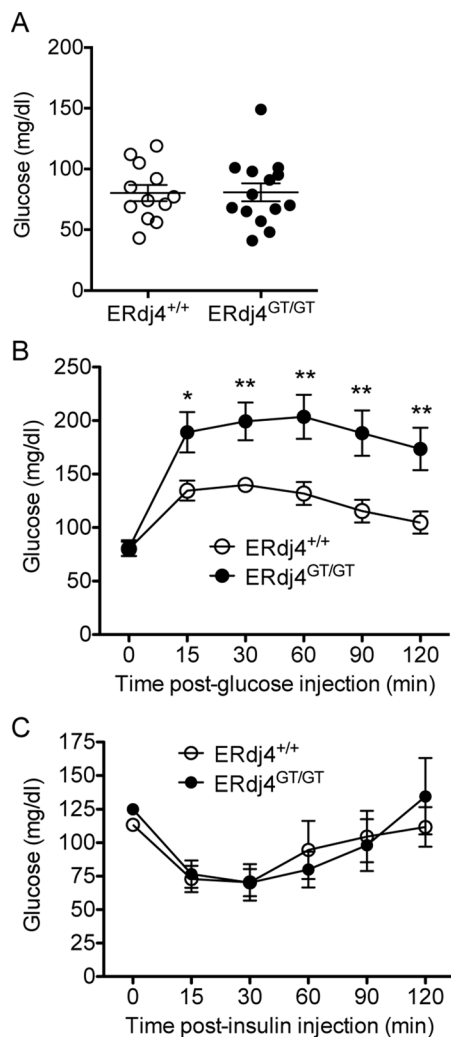 A
Glucose (mg/dl)
200
150
100
50
0
ERdj4+/+ ERdj4GT/GT
B
* ** ** ** **
Glucose (mg/dl)
250
200
150
100
50
0
ERdj4+/+
ERdj4GT/GT
0 15 30 60 90 120
Time post-glucose injection (min)
C
Glucose (mg/dl)
175
150
125
100
75
50
25
0
ERdj4+/+
ERdj4GT/GT
0 15 30 60 90 120
Time post-insulin injection (min)